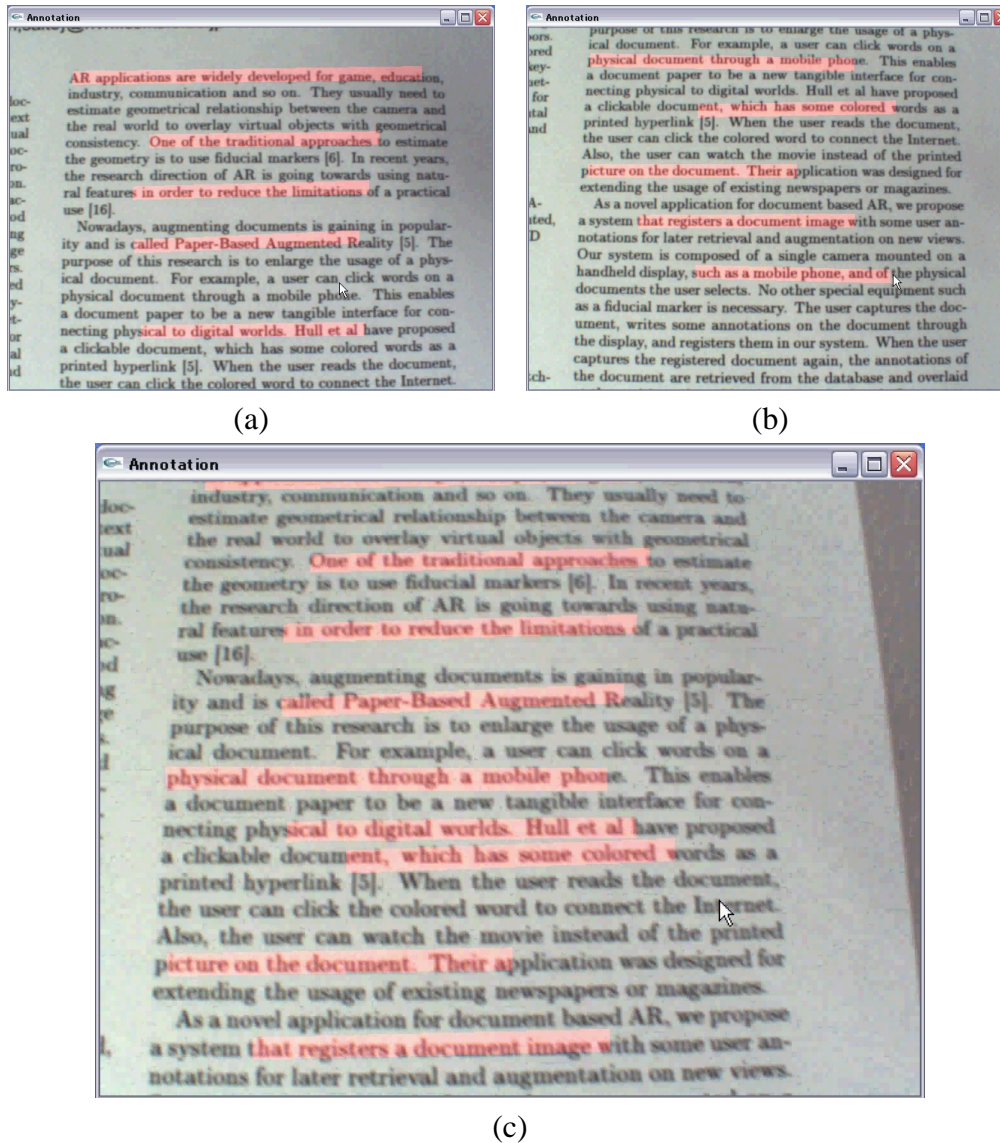 Annotation
AR applications are widely developed for game, education,
industry, communication and so on. They usually need to
estimate geometrical relationship between the camera and
the real world to overlay virtual objects with geometrical
consistency. One of the traditional approaches to estimate
the geometry is to use fiducial markers [6]. In recent years,
the research direction of AR is going towards using natu-
ral features in order to reduce the limitations of a practical
use [16].
Nowadays, augmenting documents is gaining in popular-
ity and is called Paper-Based Augmented Reality [5]. The
purpose of this research is to enlarge the usage of a phys-
ical document. For example, a user can click words on a
physical document through a mobile phone. This enables
a document paper to be a new tangible interface for con-
necting physical to digital worlds. Hull et al have proposed
a clickable document, which has some colored words as a
printed hyperlink [5]. When the user reads the document,
the user can click the colored word to connect the Internet.
(a)
Annotation
purpose of this research is to enlarge the usage of a phys-
ical document. For example, a user can click words on a
physical document through a mobile phone. This enables
a document paper to be a new tangible interface for con-
necting physical to digital worlds. Hull et al have proposed
a clickable document, which has some colored words as a
printed hyperlink [5]. When the user reads the document,
the user can click the colored word to connect the Internet.
Also, the user can watch the movie instead of the printed
picture on the document. Their application was designed for
extending the usage of existing newspapers or magazines.
As a novel application for document based AR, we propose
a system that registers a document image with some user an-
notations for later retrieval and augmentation on new views.
Our system is composed of a single camera mounted on a
handheld display, such as a mobile phone, and of the physical
documents the user selects. No other special equipment such
as a fiducial marker is necessary. The user captures the doc-
ument, writes some annotations on the document through
the display, and registers them in our system. When the user
captures the registered document again, the annotations of
the document are retrieved from the database and overlaid
(b)
Annotation
industry, communication and so on. They usually need to
estimate geometrical relationship between the camera and
the real world to overlay virtual objects with geometrical
consistency. One of the traditional approaches to estimate
the geometry is to use fiducial markers [6]. In recent years,
the research direction of AR is going towards using natu-
ral features in order to reduce the limitations of a practical
use [16].
Nowadays, augmenting documents is gaining in popular-
ity and is called Paper-Based Augmented Reality [5]. The
purpose of this research is to enlarge the usage of a phys-
ical document. For example, a user can click words on a
physical document through a mobile phone. This enables
a document paper to be a new tangible interface for con-
necting physical to digital worlds. Hull et al have proposed
a clickable document, which has some colored words as a
printed hyperlink [5]. When the user reads the document,
the user can click the colored word to connect the Internet.
Also, the user can watch the movie instead of the printed
picture on the document. Their application was designed for
extending the usage of existing newspapers or magazines.
As a novel application for document based AR, we propose
a system that registers a document image with some user an-
notations for later retrieval and augmentation on new views.
(c)